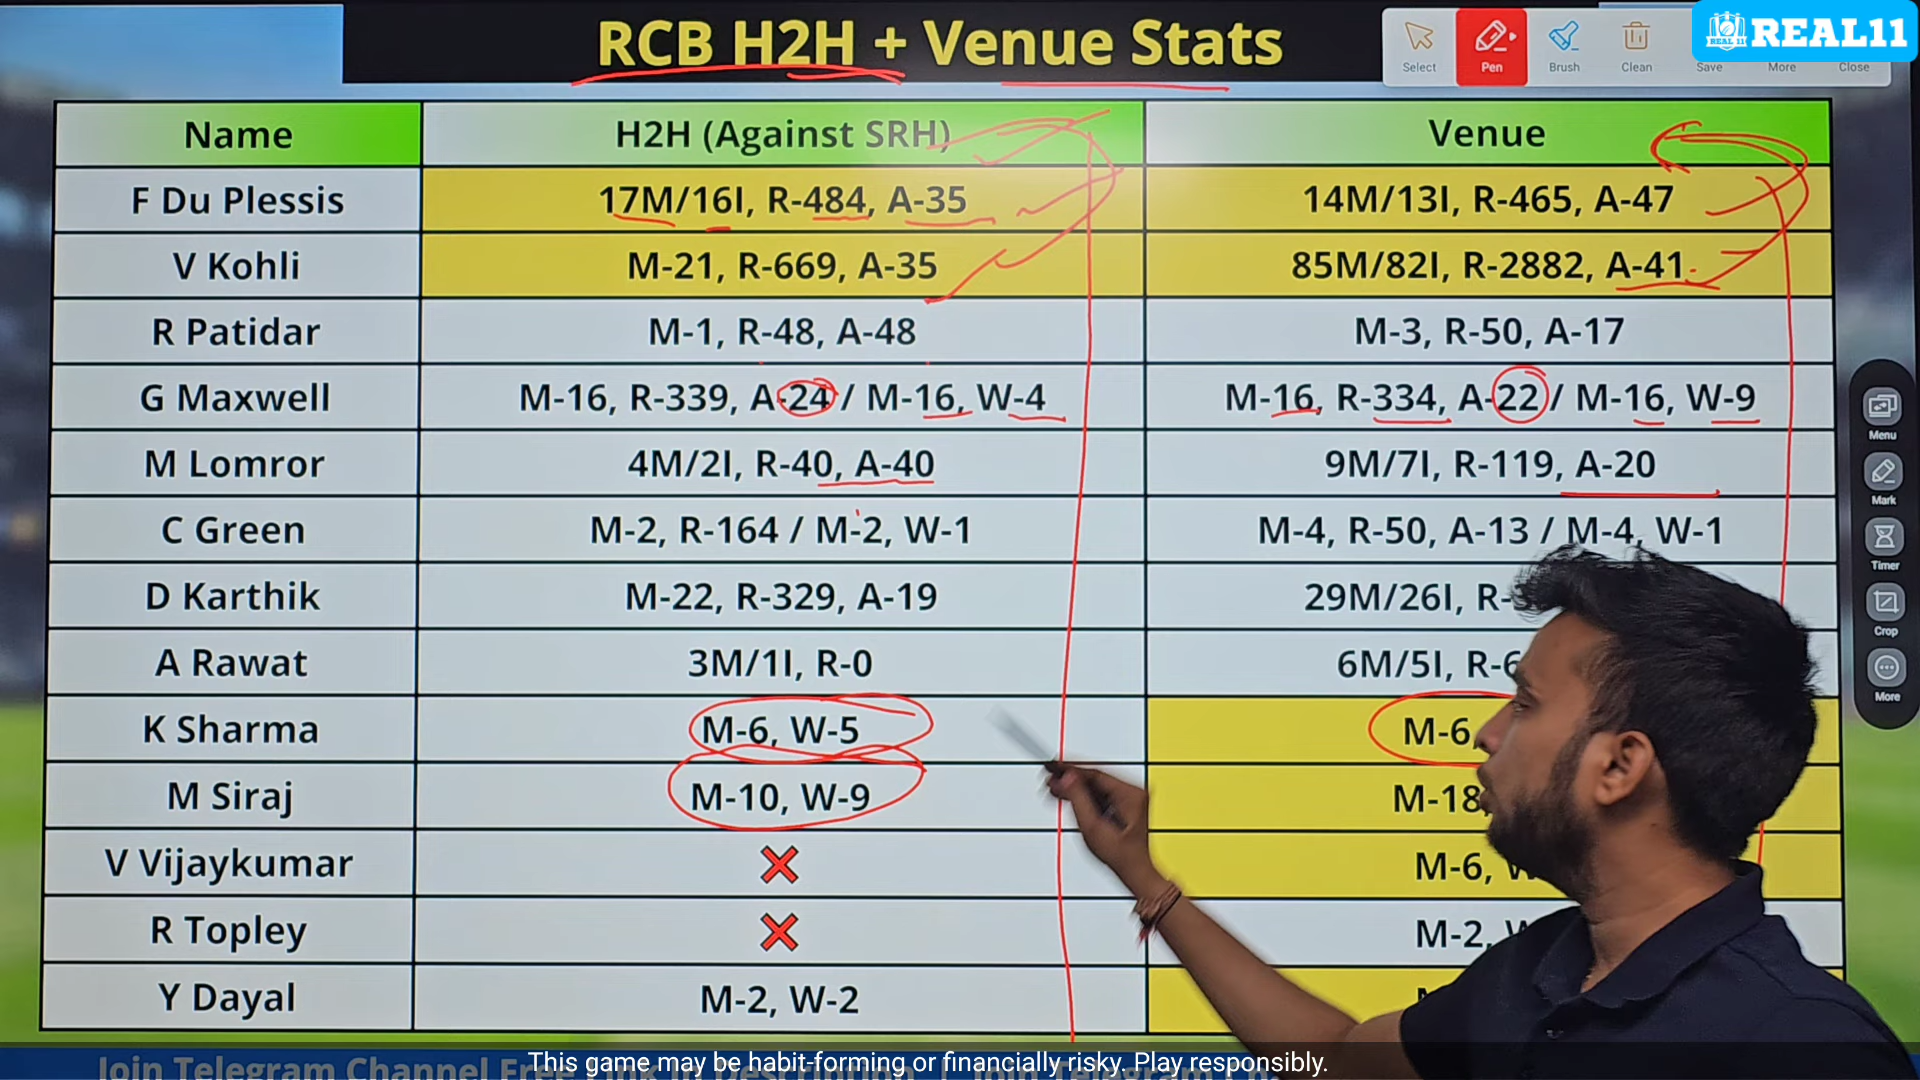 RCB H2H + Venue Stats
Select Pen Brush Clean Save More Close
REAL11
Name H2H (Against SRH) Venue
F Du Plessis 17M/16I, R-484, A-35 14M/13I, R-465, A-47
V Kohli M-21, R-669, A-35 85M/82I, R-2882, A-41
R Patidar M-1, R-48, A-48 M-3, R-50, A-17
G Maxwell M-16, R-339, A-24 / M-16, W-4 M-16, R-334, A-22 / M-16, W-9
M Lomror 4M/2I, R-40, A-40 9M/7I, R-119, A-20
C Green M-2, R-164 / M-2, W-1 M-4, R-50, A-13 / M-4, W-1
D Karthik M-22, R-329, A-19 29M/26I, R-
A Rawat 3M/1I, R-0 6M/5I, R-6
K Sharma M-6, W-5 M-6,
M Siraj M-10, W-9 M-18
V Vijaykumar ❌ M-6,
R Topley ❌ M-2,
Y Dayal M-2, W-2
Menu
Mark
Timer
Crop
More
Join Telegram Channel
This game may be habit-forming or financially risky. Play responsibly.